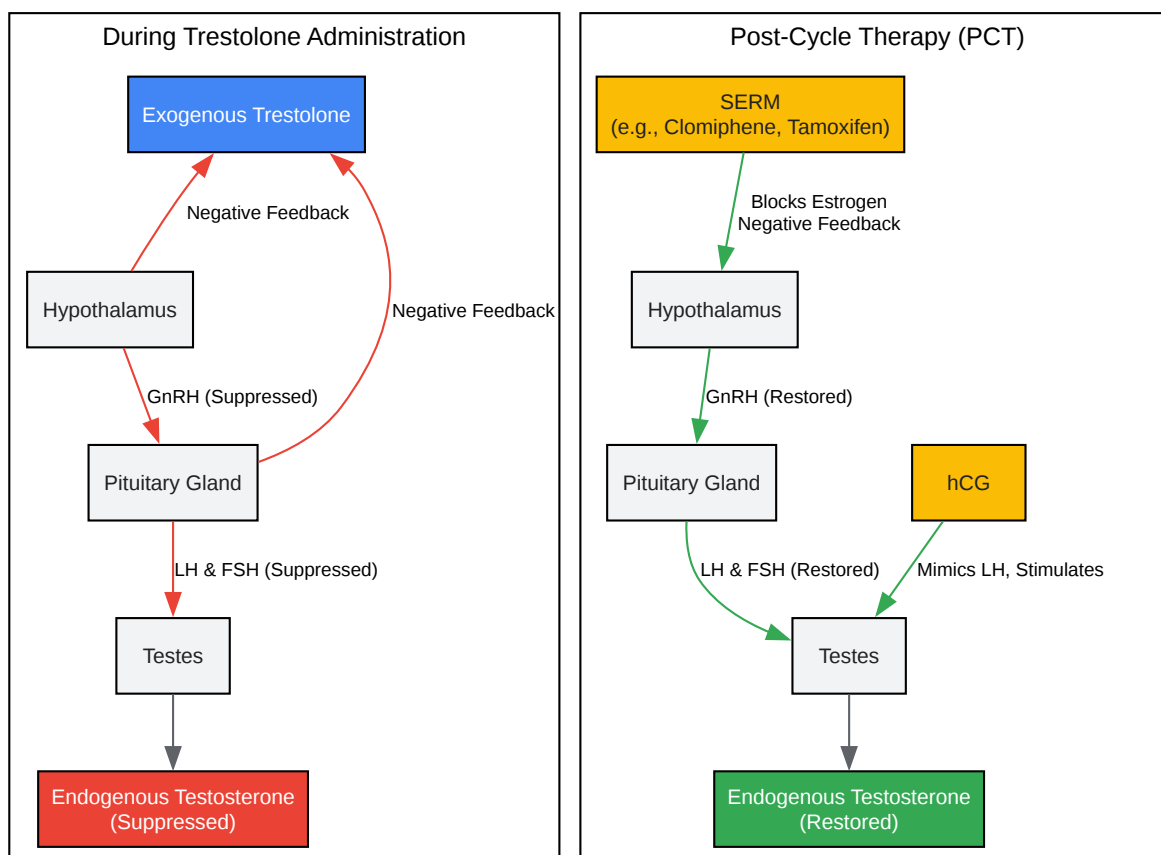 During Trestolone Administration
Exogenous Trestolone
Negative Feedback
Hypothalamus
Negative Feedback
GnRH (Suppressed)
Pituitary Gland
LH & FSH (Suppressed)
Testes
Endogenous Testosterone
(Suppressed)
Post-Cycle Therapy (PCT)
SERM
(e.g., Clomiphene, Tamoxifen)
Blocks Estrogen
Negative Feedback
Hypothalamus
GnRH (Restored)
Pituitary Gland
hCG
LH & FSH (Restored)
Mimics LH, Stimulates
Testes
Endogenous Testosterone
(Restored)